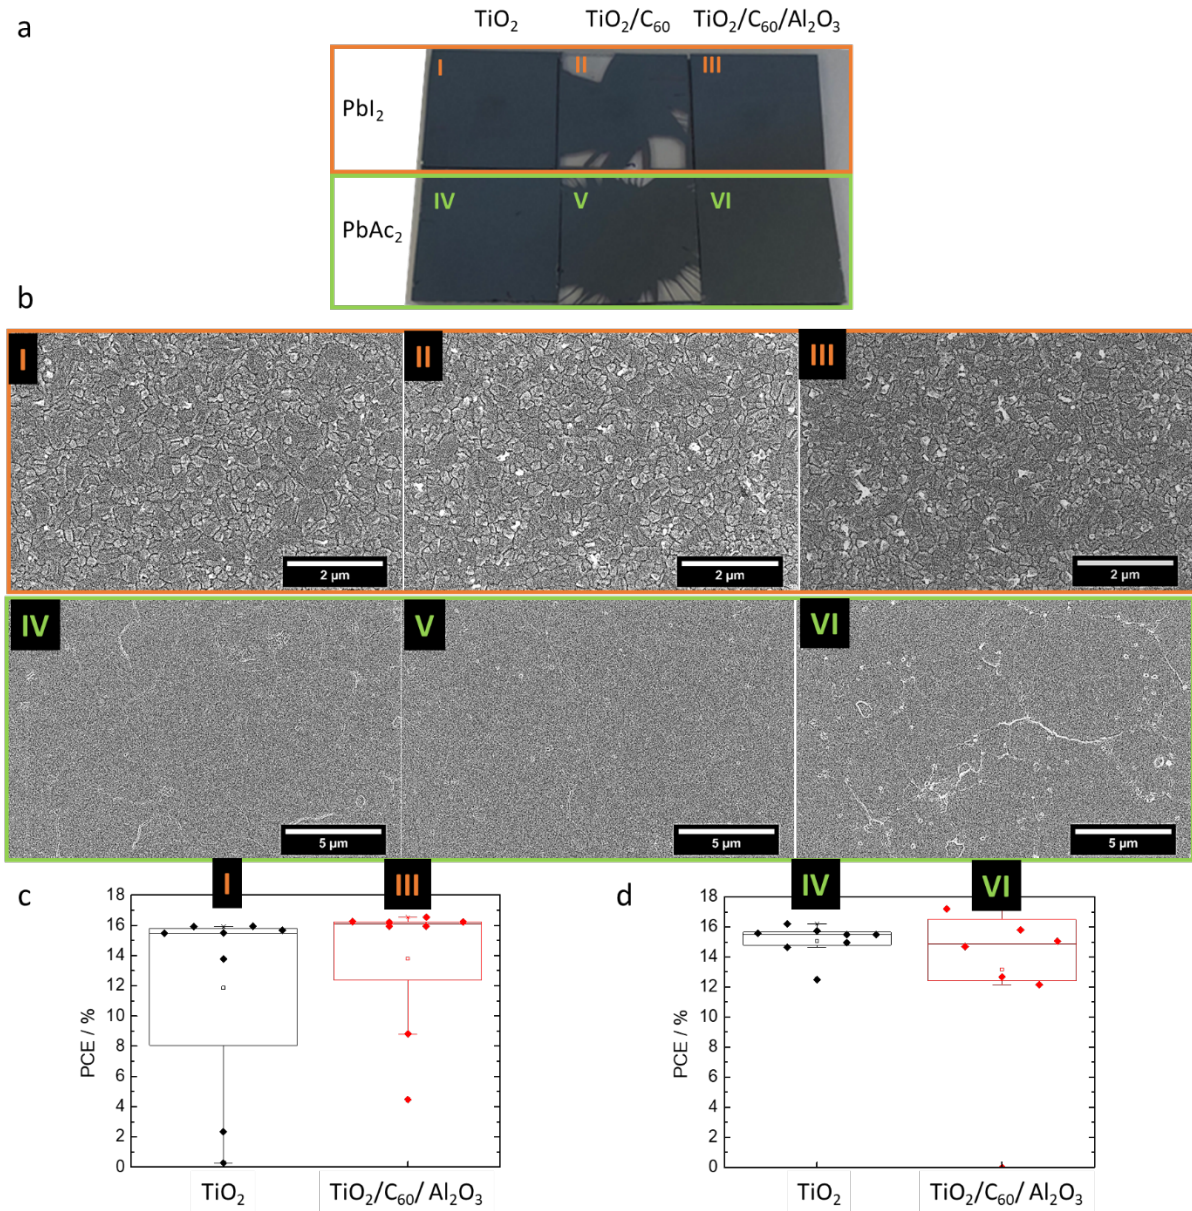 a
TiO₂ TiO₂/C₆₀ TiO₂/C₆₀/Al₂O₃
PbI₂
I II III
PbAc₂
IV V VI
b
I II III
2 µm 2 µm 2 µm
IV V VI
5 µm 5 µm 5 µm
c
I III
PCE / %
18
16
14
12
10
8
6
4
2
0
TiO₂ TiO₂/C₆₀/ Al₂O₃
d
IV VI
PCE / %
18
16
14
12
10
8
6
4
2
0
TiO₂ TiO₂/C₆₀/Al₂O₃